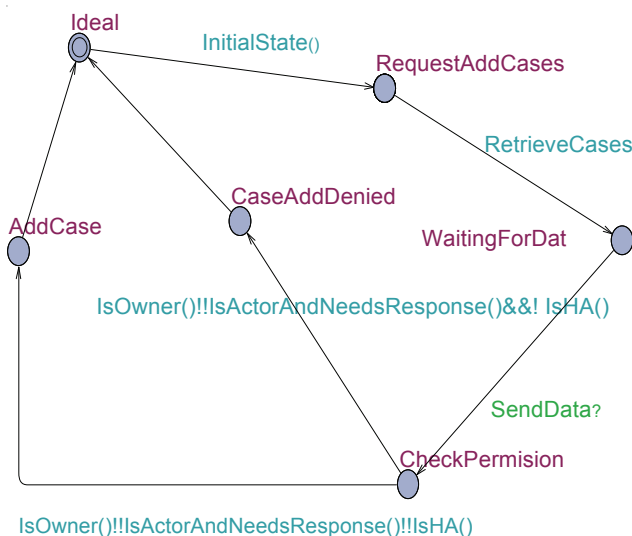 Ideal
InitialState()
RequestAddCases
RetrieveCases
CaseAddDenied
AddCase
WaitingForDat
IsOwner()!!IsActorAndNeedsResponse()&&! IsHA()
SendData?
CheckPermision
IsOwner()!!IsActorAndNeedsResponse()!!IsHA()